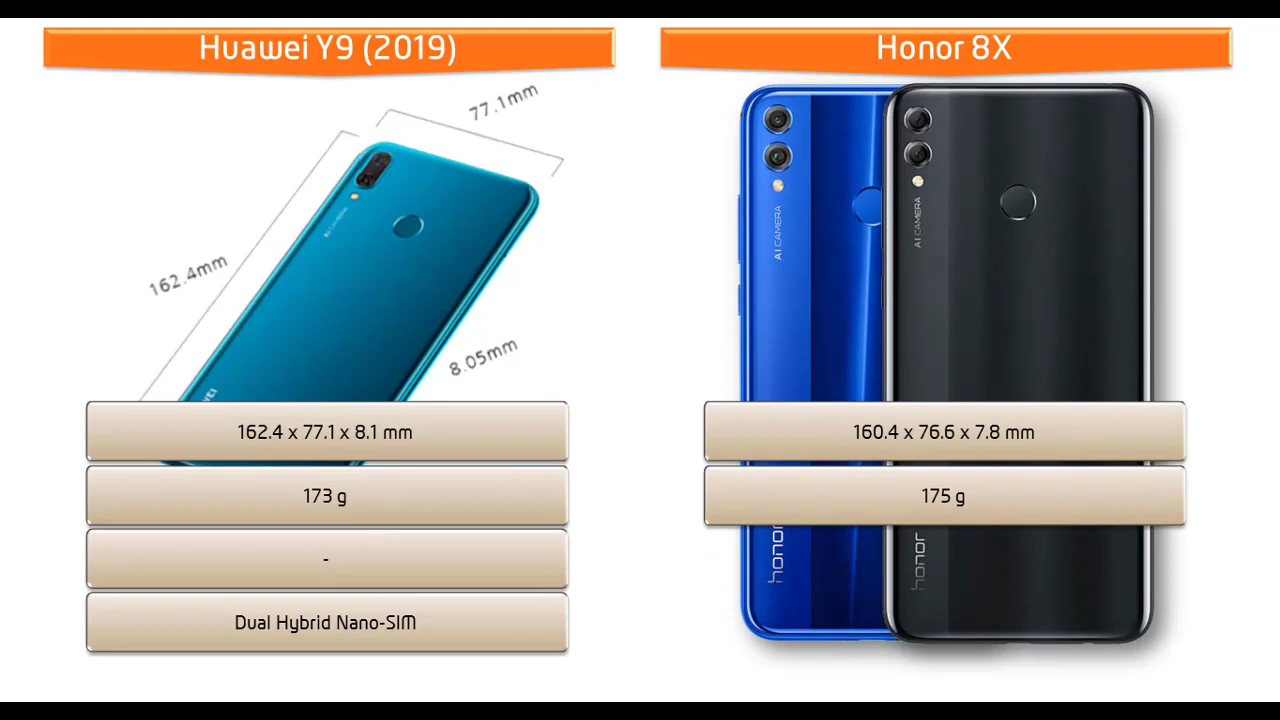 Huawei Y9 (2019)
77.1mm
162.4mm
8.05mm
162.4 x 77.1 x 8.1 mm
173 g
-
Dual Hybrid Nano-SIM
Honor 8X
AI CAMERA
AI CAMERA
160.4 x 76.6 x 7.8 mm
175 g
honor
honor